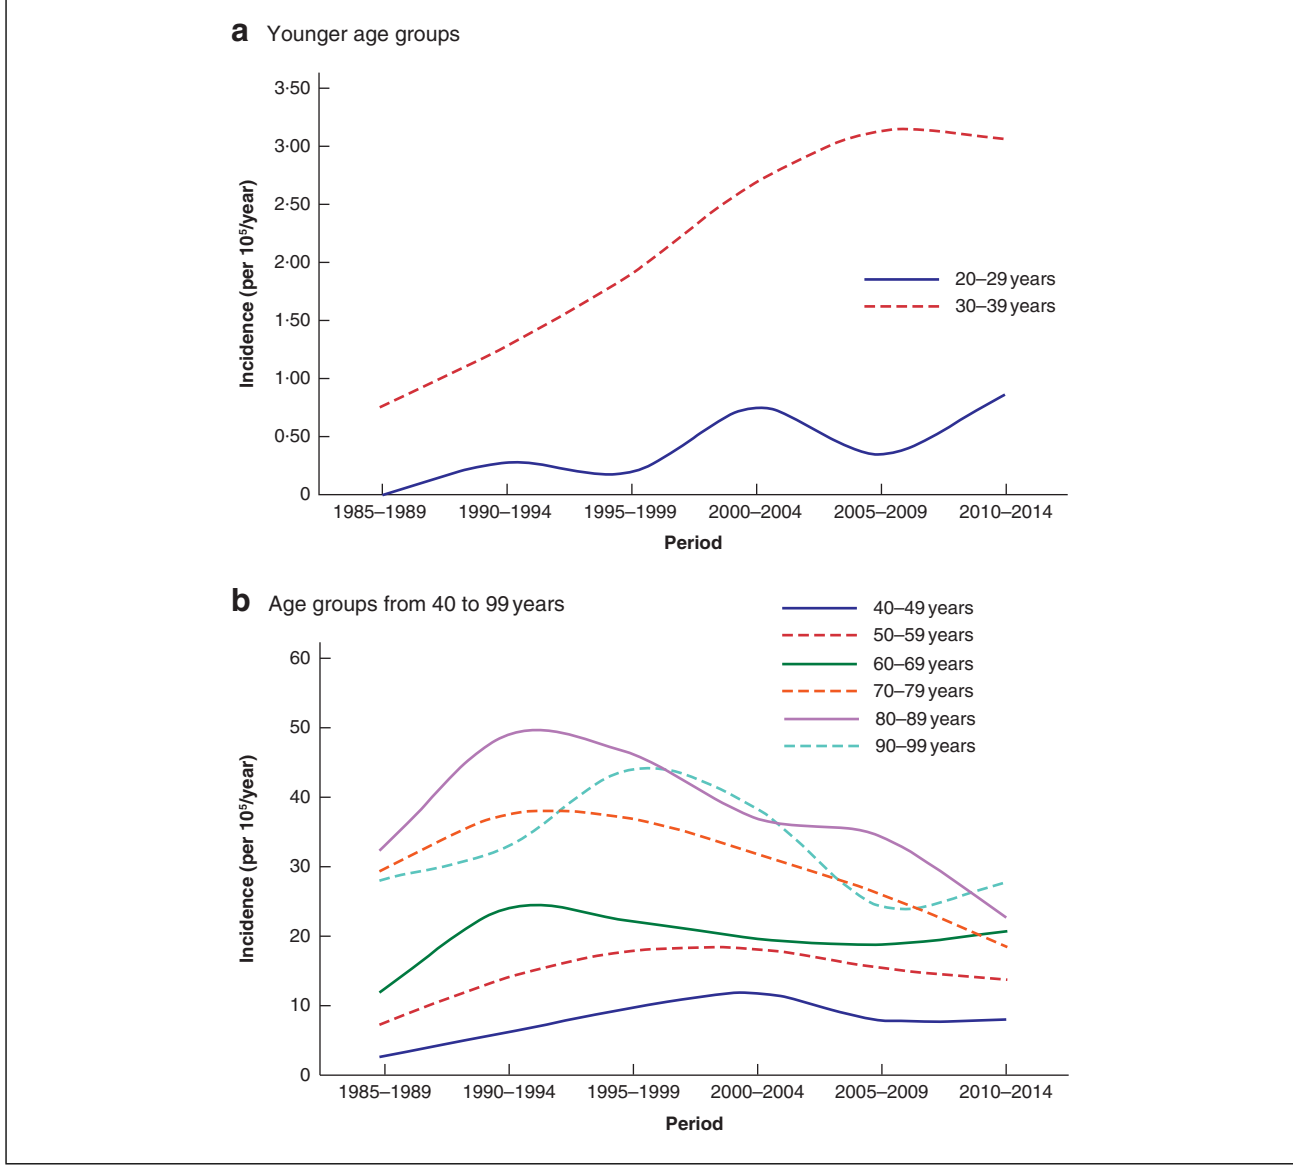 a Younger age groups
3·50
3·00
2·50
2·00
1·50
1·00
0·50
0
Incidence (per 10⁵/year)
20–29 years
30–39 years
1985–1989 1990–1994 1995–1999 2000–2004 2005–2009 2010–2014
Period
b Age groups from 40 to 99 years
40–49 years
50–59 years
60–69 years
70–79 years
80–89 years
90–99 years
60
50
40
30
20
10
0
Incidence (per 10⁵/year)
1985–1989 1990–1994 1995–1999 2000–2004 2005–2009 2010–2014
Period